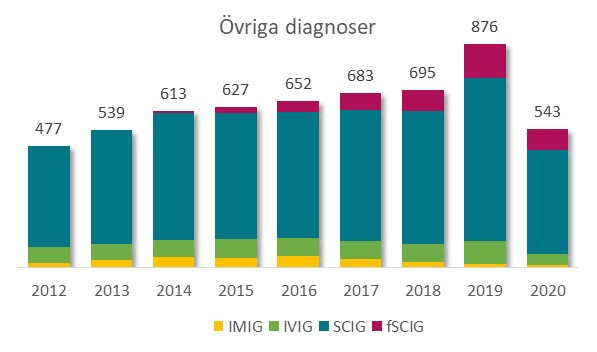 Övriga diagnoser
477 539 613 627 652 683 695 876 543
2012 2013 2014 2015 2016 2017 2018 2019 2020
IMIG IVIG SCIG fSCIG